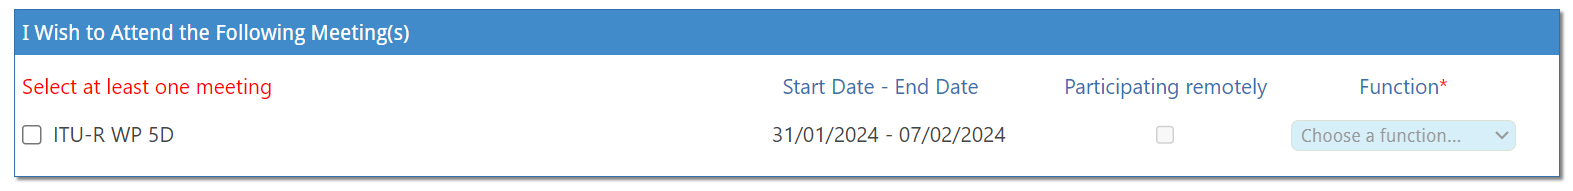 I Wish to Attend the Following Meeting(s)
Select at least one meeting Start Date - End Date Participating remotely Function*
ITU-R WP 5D 31/01/2024 - 07/02/2024 Choose a function...